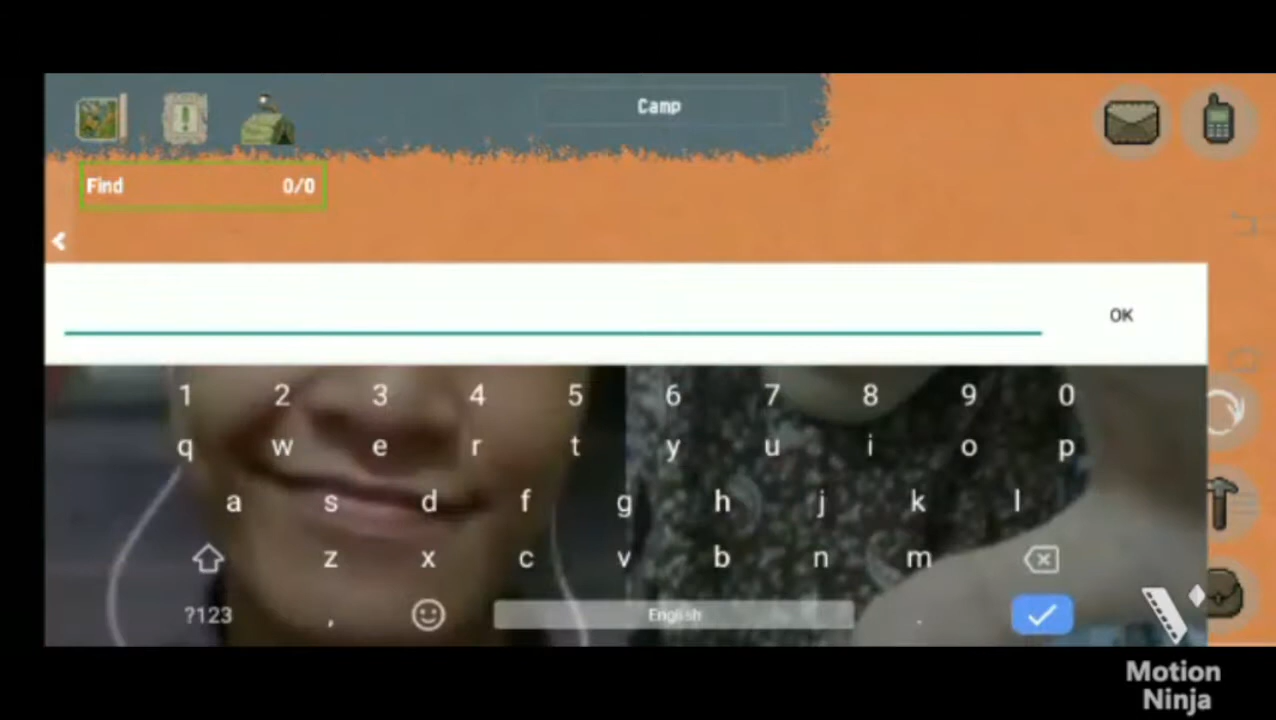 Camp
Find 0/0
OK
1 2 3 4 5 6 7 8 9 0
q w e r t y u i o p
a s d f g h j k l
z x c v b n m
?123 , English .
Motion
Ninja